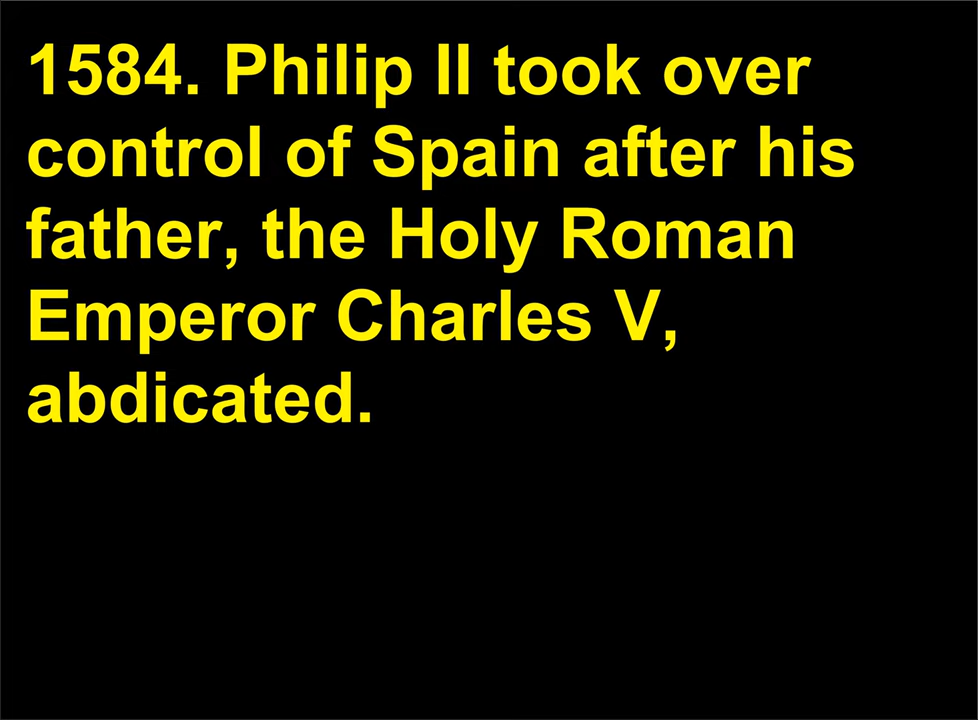 1584. Philip II took over
control of Spain after his
father, the Holy Roman
Emperor Charles V,
abdicated.